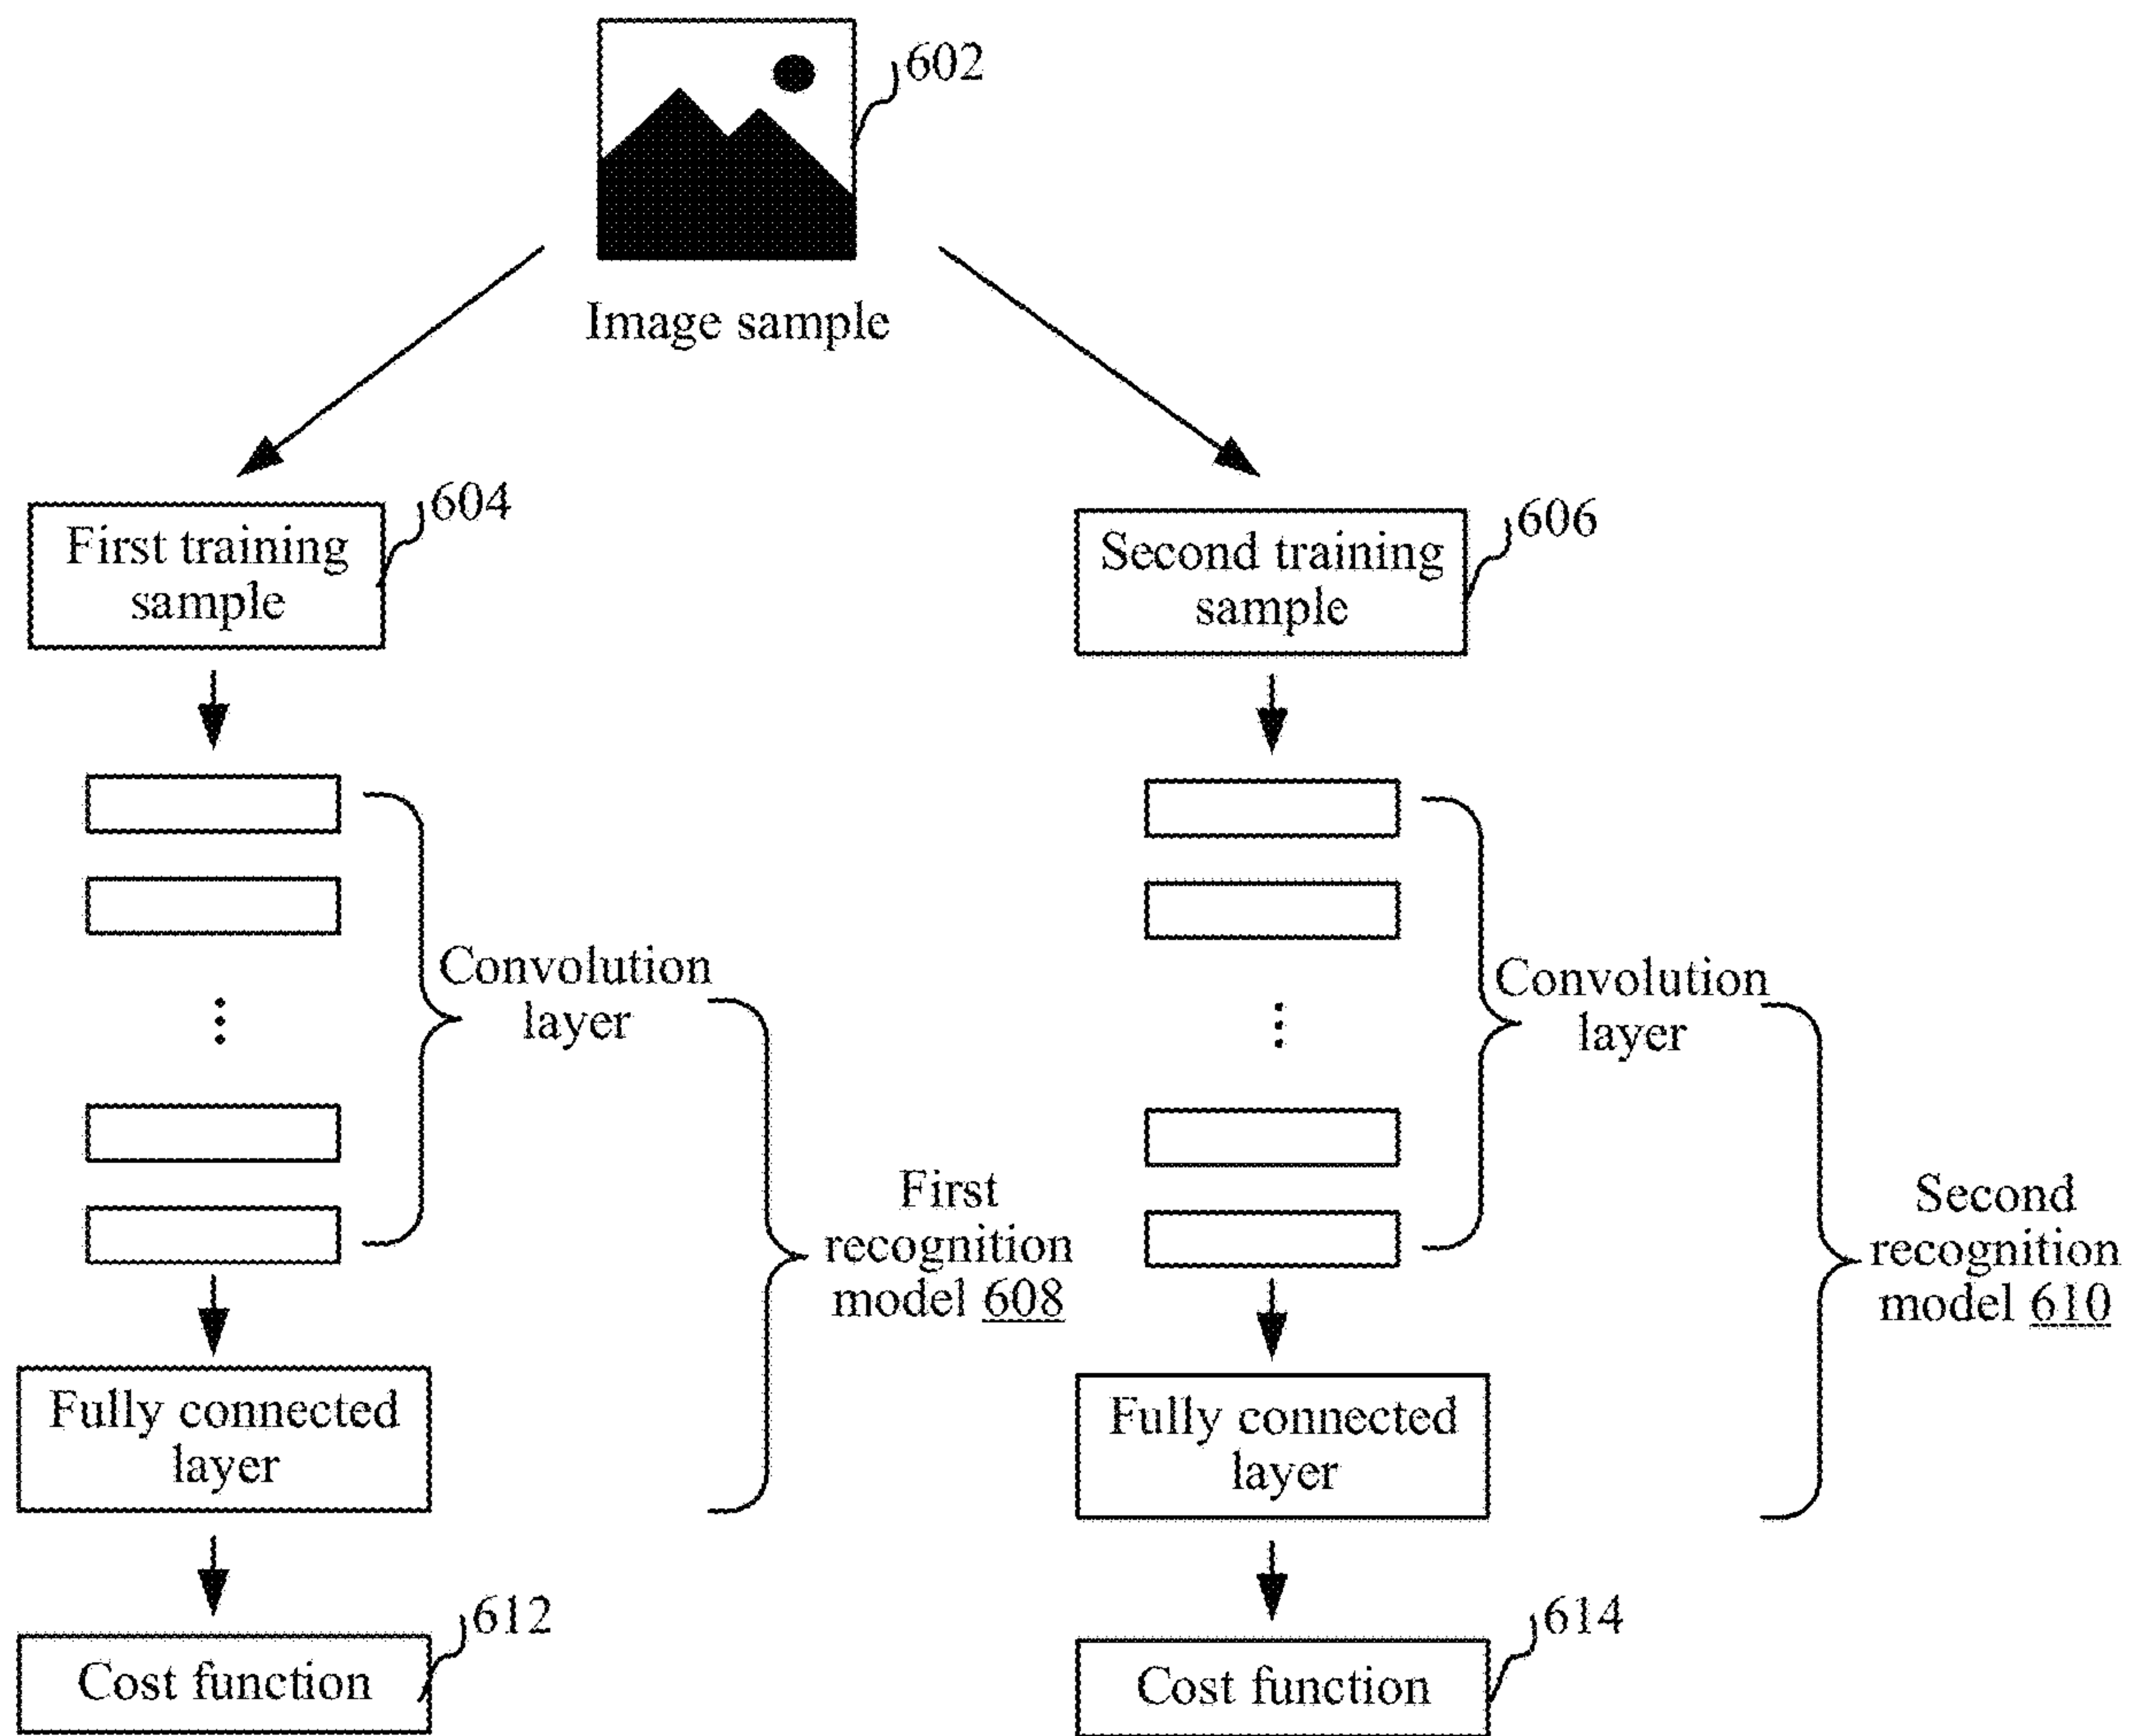 602
Image sample
604
First training
sample
606
Second training
sample
Convolution
layer
First
recognition
model 608
Convolution
layer
Second
recognition
model 610
Fully connected
layer
Fully connected
layer
612
Cost function
614
Cost function